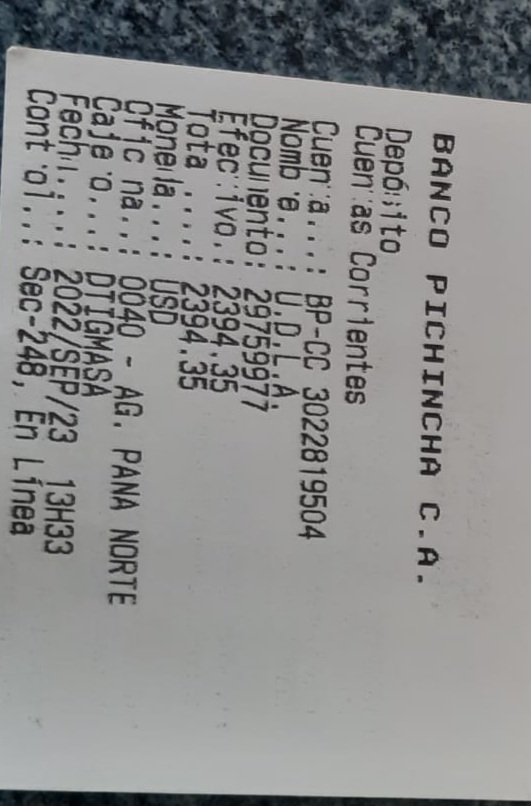 BANCO PICHINCHA C.A.
Depósito
Cuentas Corrientes
Cuenta...: BP-CC 3022819504
Nombre...: U.D.L.A.
Documento: 29759977
Efectivo.: 2394.35
Total ....: 2394.35
Moneda...: USD
Oficina..: 0040 - AG. PANA NORTE
Cajero...: DTIGMASA
Fecha....: 2022/SEP/23 13H33
Control..: Sec-248, En Línea